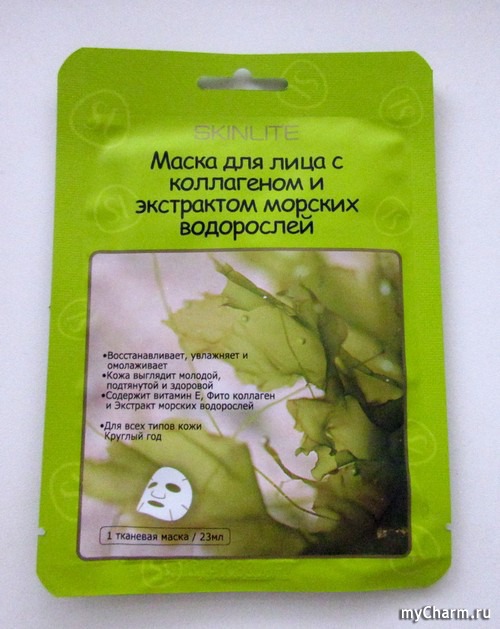 SKINLITE
Маска для лица с
коллагеном и
экстрактом морских
водорослей
•Восстанавливает, увлажняет и
омолаживает
•Кожа выглядит молодой,
подтянутой и здоровой
•Содержит витамин Е, Фито коллаген
и Экстракт морских водорослей
•Для всех типов кожи
Круглый год
1 тканевая маска / 23мл
myCharm.ru